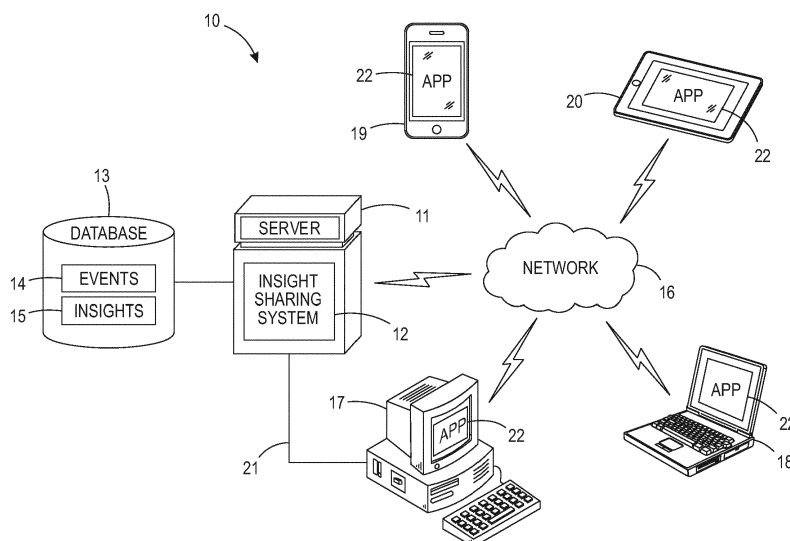 10
22
APP
19
20
APP
22
13
DATABASE
14
EVENTS
15
INSIGHTS
11
SERVER
INSIGHT
SHARING
SYSTEM
12
NETWORK
16
17
APP
22
21
APP
22
18